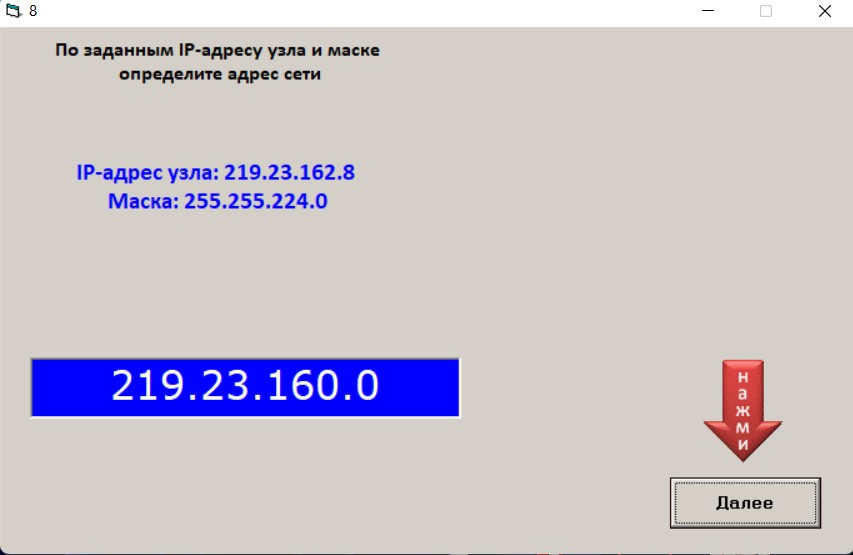 8
По заданным IP-адресу узла и маске
определите адрес сети
IP-адрес узла: 219.23.162.8
Маска: 255.255.224.0
219.23.160.0
нажми
Далее